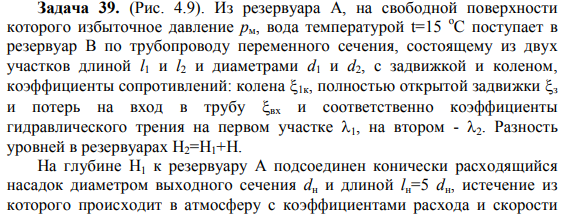 Задача 39. (Рис. 4.9). Из резервуара А, на свободной поверхности
которого избыточное давление рм, вода температурой t=15 °С поступает в
резервуар В по трубопроводу переменного сечения, состоящему из двух
участков длиной l1 и l2 и диаметрами d1 и d2, с задвижкой и коленом,
коэффициенты сопротивлений: колена ξ1к, полностью открытой задвижки ξз
и потерь на вход в трубу ξвх и соответственно коэффициенты
гидравлического трения на первом участке λ1, на втором - λ2. Разность
уровней в резервуарах Н2=Н1+Н.
На глубине Н1 к резервуару А подсоединен конически расходящийся
насадок диаметром выходного сечения dн и длиной lн=5 dн, истечение из
которого происходит в атмосферу с коэффициентами расхода и скорости